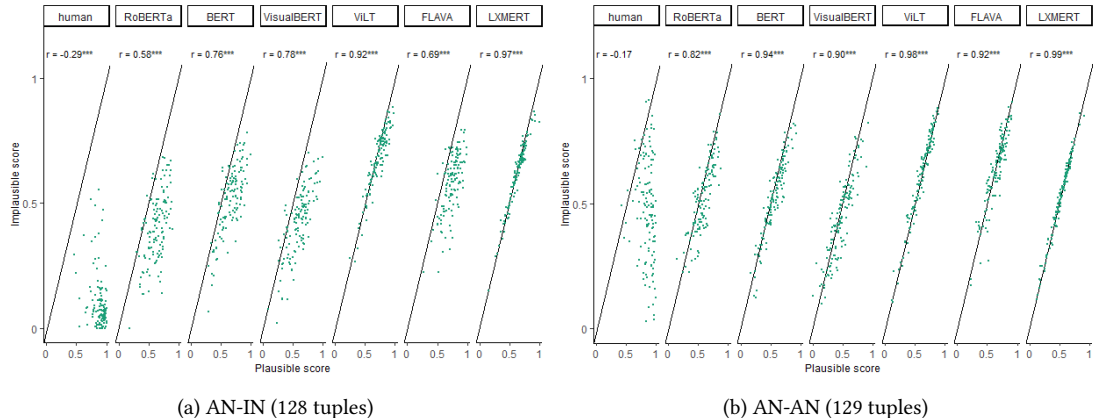 human RoBERTa BERT VisualBERT ViLT FLAVA LXMERT
r = -0.29*** r = 0.58*** r = 0.76*** r = 0.78*** r = 0.92*** r = 0.69*** r = 0.97***
1
0.5
0
Implausible score
0 0.5 1 0 0.5 1 0 0.5 1 0 0.5 1 0 0.5 1 0 0.5 1 0 0.5 1
Plausible score
(a) AN-IN (128 tuples)
human RoBERTa BERT VisualBERT ViLT FLAVA LXMERT
r = -0.17 r = 0.82*** r = 0.94*** r = 0.90*** r = 0.98*** r = 0.92*** r = 0.99***
1
0.5
0
Implausible score
0 0.5 1 0 0.5 1 0 0.5 1 0 0.5 1 0 0.5 1 0 0.5 1 0 0.5 1
Plausible score
(b) AN-AN (129 tuples)